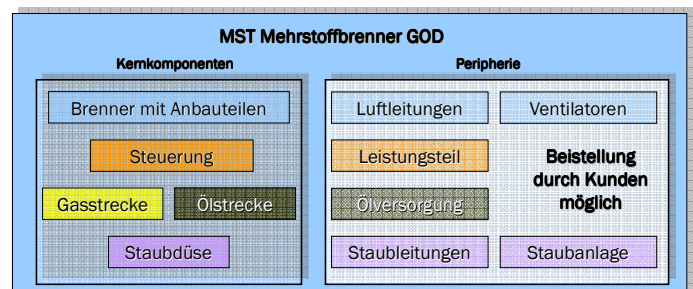 MST Mehrstoffbrenner GOD
Kernkomponenten
Brenner mit Anbauteilen
Steuerung
Gasstrecke Ölstrecke
Staubdüse
Peripherie
Luftleitungen Ventilatoren
Leistungsteil
Ölversorgung
Beistellung
durch Kunden
möglich
Staubleitungen Staubanlage